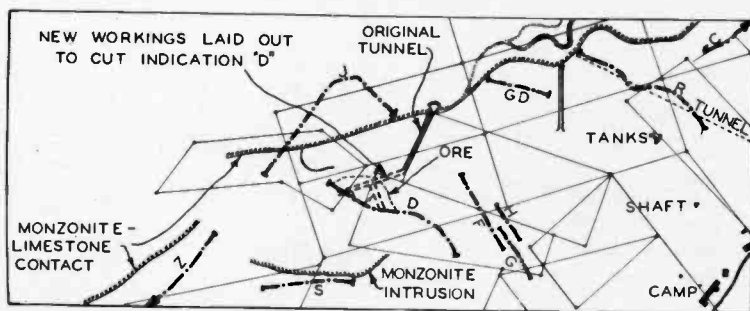 NEW WORKINGS LAID OUT
TO CUT INDICATION "D"
ORIGINAL
TUNNEL
J
GD
C
R
TUNNEL
TANKS
ORE
D
F
H
G
SHAFT
MONZONITE-
LIMESTONE
CONTACT
Z
S
MONZONITE
INTRUSION
CAMP